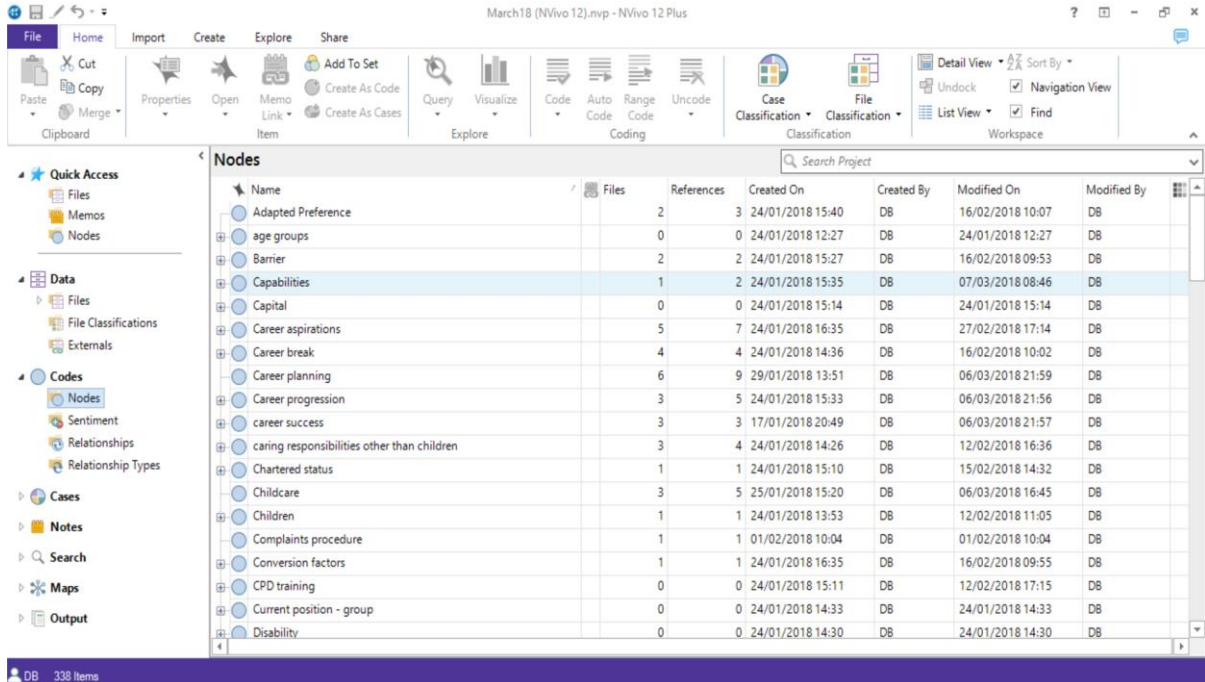 March18 (NVivo 12).nvp - NVivo 12 Plus
?
File Home Import Create Explore Share
Paste Cut Copy Merge
Clipboard
Properties Open Memo Link Add To Set Create As Code Create As Cases
Item
Query Visualize
Explore
Code Auto Code Range Code Uncode
Coding
Case Classification File Classification
Classification
Detail View Sort By
Undock Navigation View
List View Find
Workspace
Quick Access
Files
Memos
Nodes
Data
Files
File Classifications
Externals
Codes
Nodes
Sentiment
Relationships
Relationship Types
Cases
Notes
Search
Maps
Output
Nodes
Search Project
Name Files References Created On Created By Modified On Modified By
Adapted Preference 2 3 24/01/2018 15:40 DB 16/02/2018 10:07 DB
age groups 0 0 24/01/2018 12:27 DB 24/01/2018 12:27 DB
Barrier 2 2 24/01/2018 15:27 DB 16/02/2018 09:53 DB
Capabilities 1 2 24/01/2018 15:35 DB 07/03/2018 08:46 DB
Capital 0 0 24/01/2018 15:14 DB 24/01/2018 15:14 DB
Career aspirations 5 7 24/01/2018 16:35 DB 27/02/2018 17:14 DB
Career break 4 4 24/01/2018 14:36 DB 16/02/2018 10:02 DB
Career planning 6 9 29/01/2018 13:51 DB 06/03/2018 21:59 DB
Career progression 3 5 24/01/2018 15:33 DB 06/03/2018 21:56 DB
career success 3 3 17/01/2018 20:49 DB 06/03/2018 21:57 DB
caring responsibilities other than children 3 4 24/01/2018 14:26 DB 12/02/2018 16:36 DB
Chartered status 1 1 24/01/2018 15:10 DB 15/02/2018 14:32 DB
Childcare 3 5 25/01/2018 15:20 DB 06/03/2018 16:45 DB
Children 1 1 24/01/2018 13:53 DB 12/02/2018 11:05 DB
Complaints procedure 1 1 01/02/2018 10:04 DB 01/02/2018 10:04 DB
Conversion factors 1 1 24/01/2018 16:35 DB 16/02/2018 09:55 DB
CPD training 0 0 24/01/2018 15:11 DB 12/02/2018 17:15 DB
Current position - group 0 0 24/01/2018 14:33 DB 24/01/2018 14:33 DB
Disability 0 0 24/01/2018 14:30 DB 24/01/2018 14:30 DB
DB 338 Items